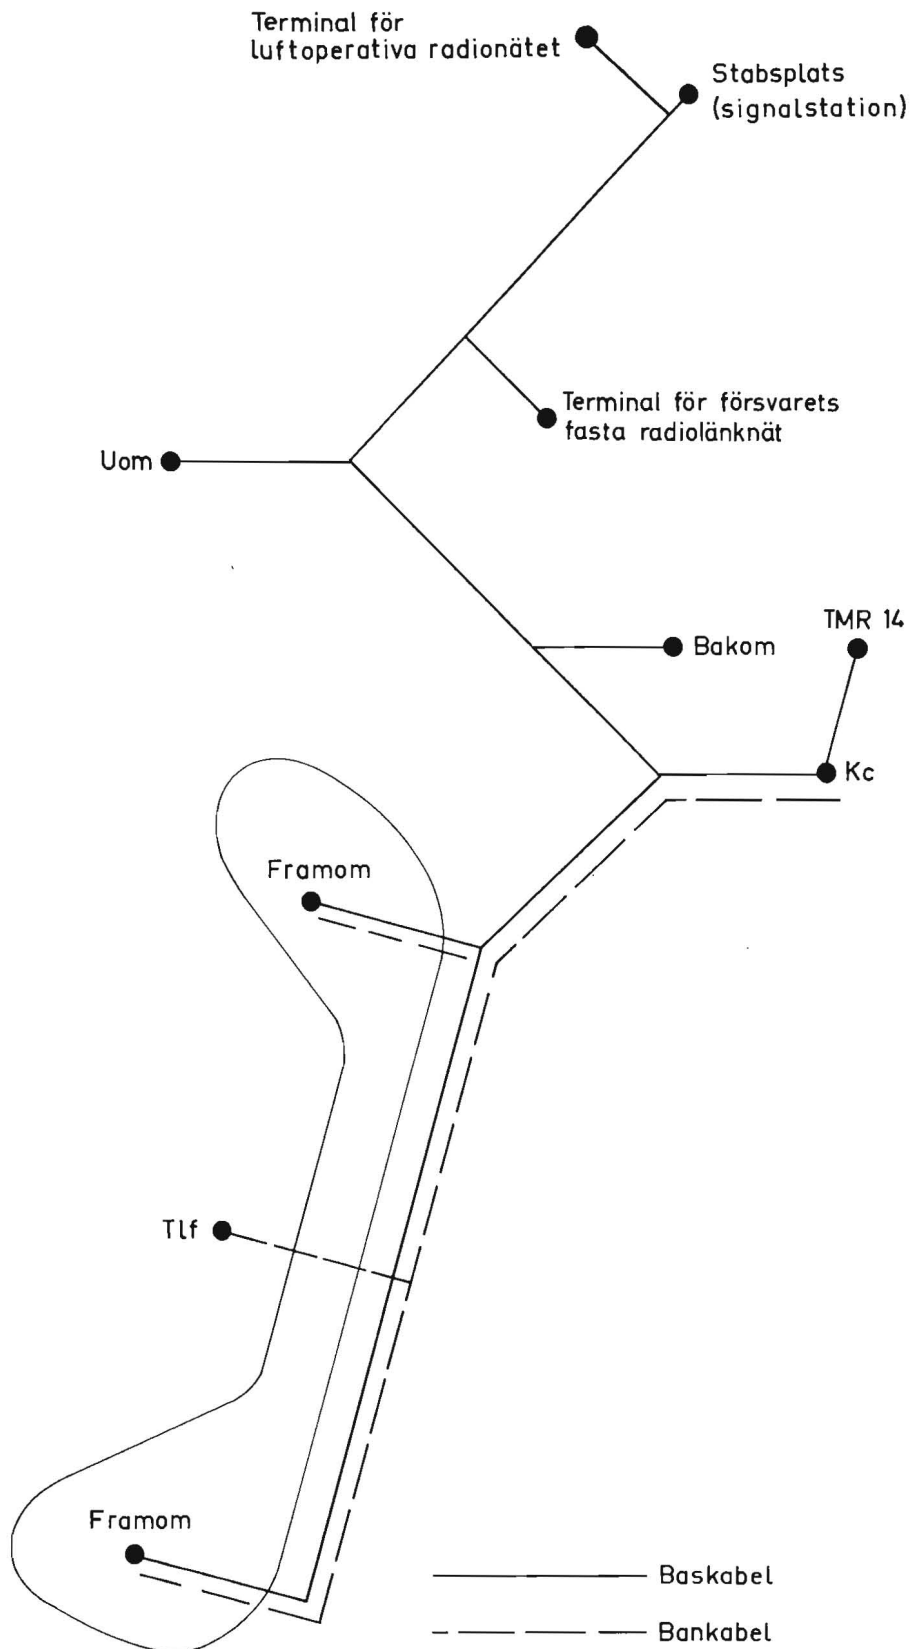 Terminal för
luftoperativa radionätet
Stabsplats
(signalstation)
Terminal för försvarets
fasta radiolänknät
Uom
TMR 14
Bakom
Kc
Framom
Tlf
Framom
Baskabel
Bankabel